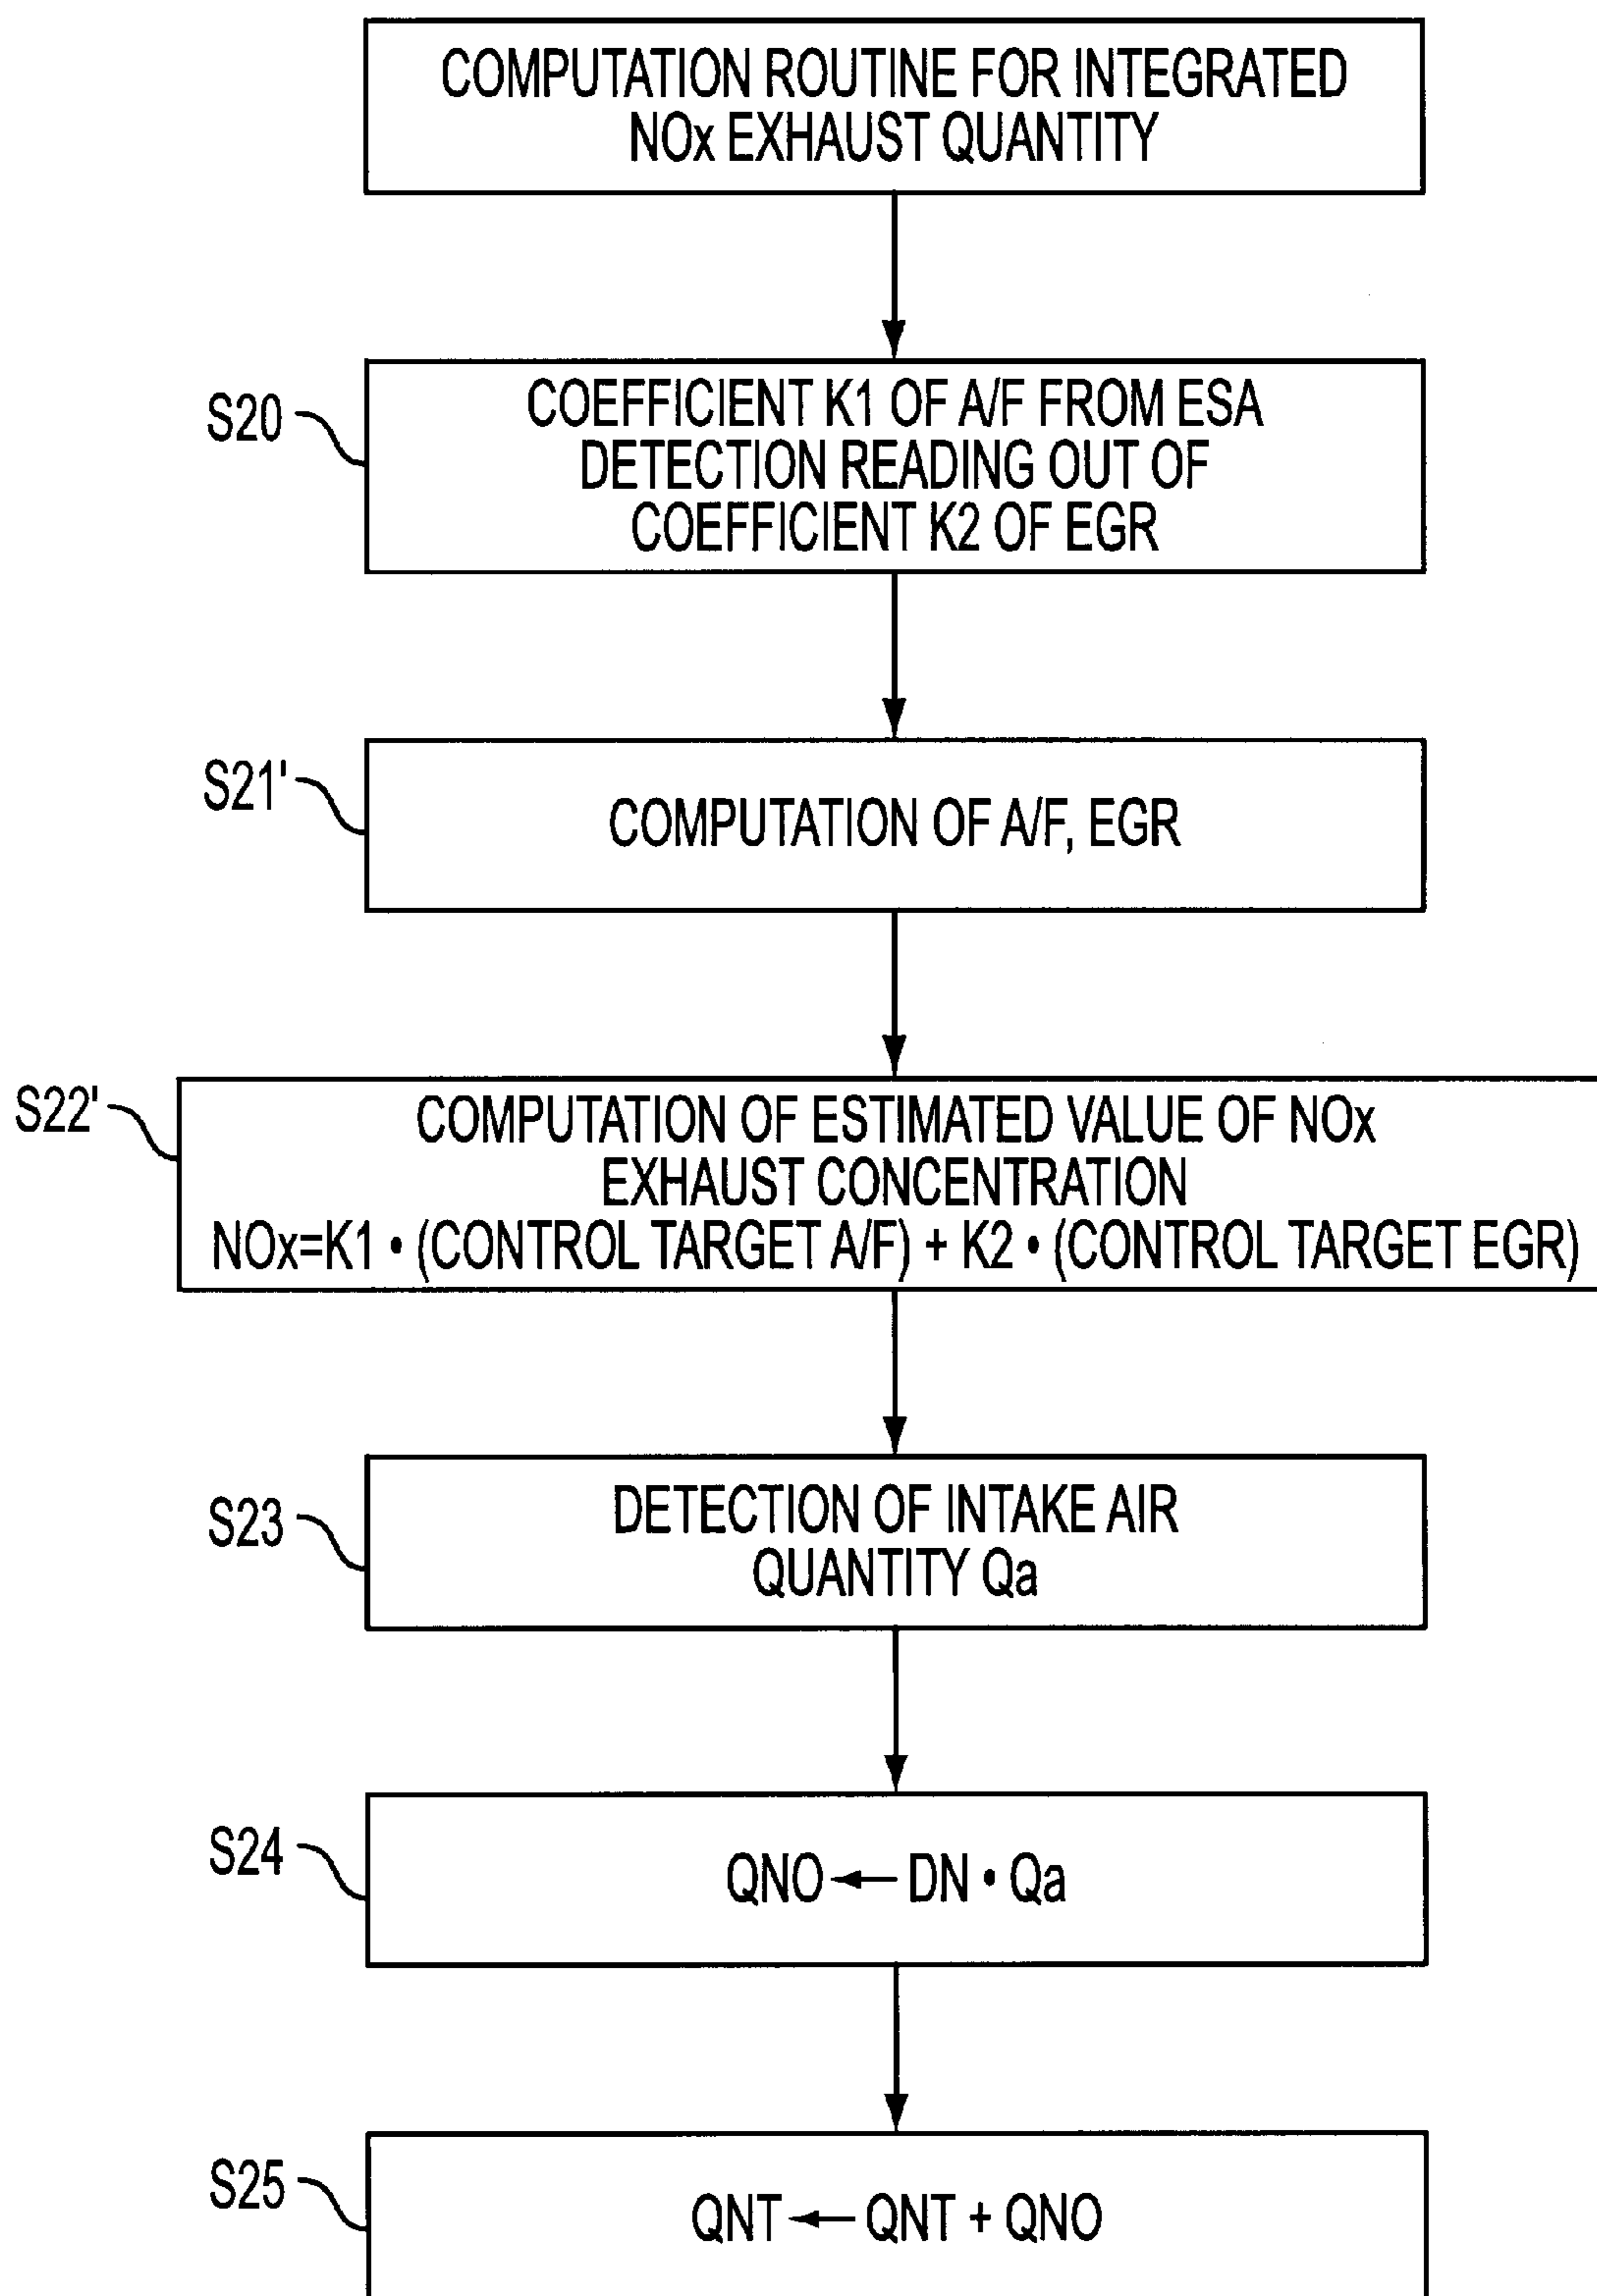 COMPUTATION ROUTINE FOR INTEGRATED
NOx EXHAUST QUANTITY
S20
COEFFICIENT K1 OF A/F FROM ESA
DETECTION READING OUT OF
COEFFICIENT K2 OF EGR
S21'
COMPUTATION OF A/F, EGR
S22'
COMPUTATION OF ESTIMATED VALUE OF NOx
EXHAUST CONCENTRATION
NOx=K1 • (CONTROL TARGET A/F) + K2 • (CONTROL TARGET EGR)
S23
DETECTION OF INTAKE AIR
QUANTITY Qa
S24
QNO ← DN • Qa
S25
QNT ← QNT + QNO